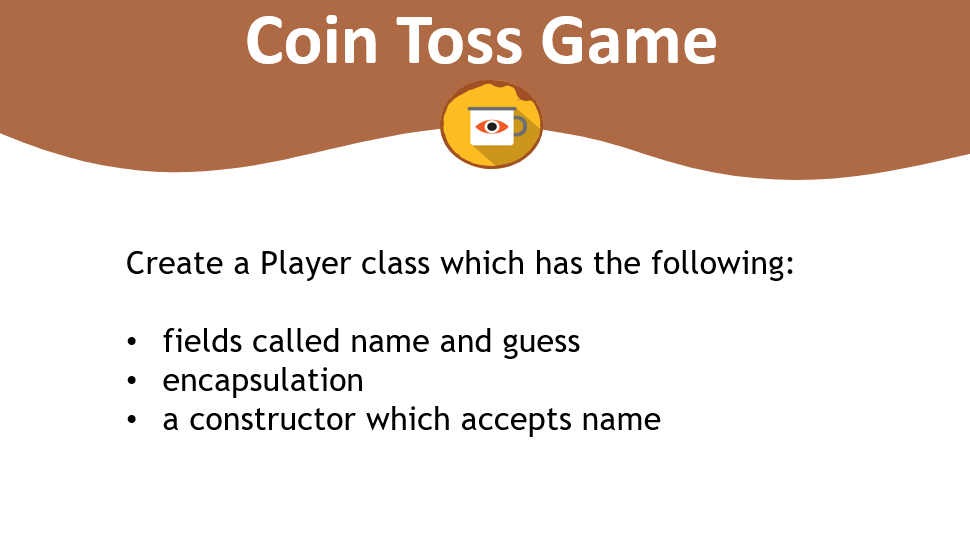 Coin Toss Game
Create a Player class which has the following:
• fields called name and guess
• encapsulation
• a constructor which accepts name